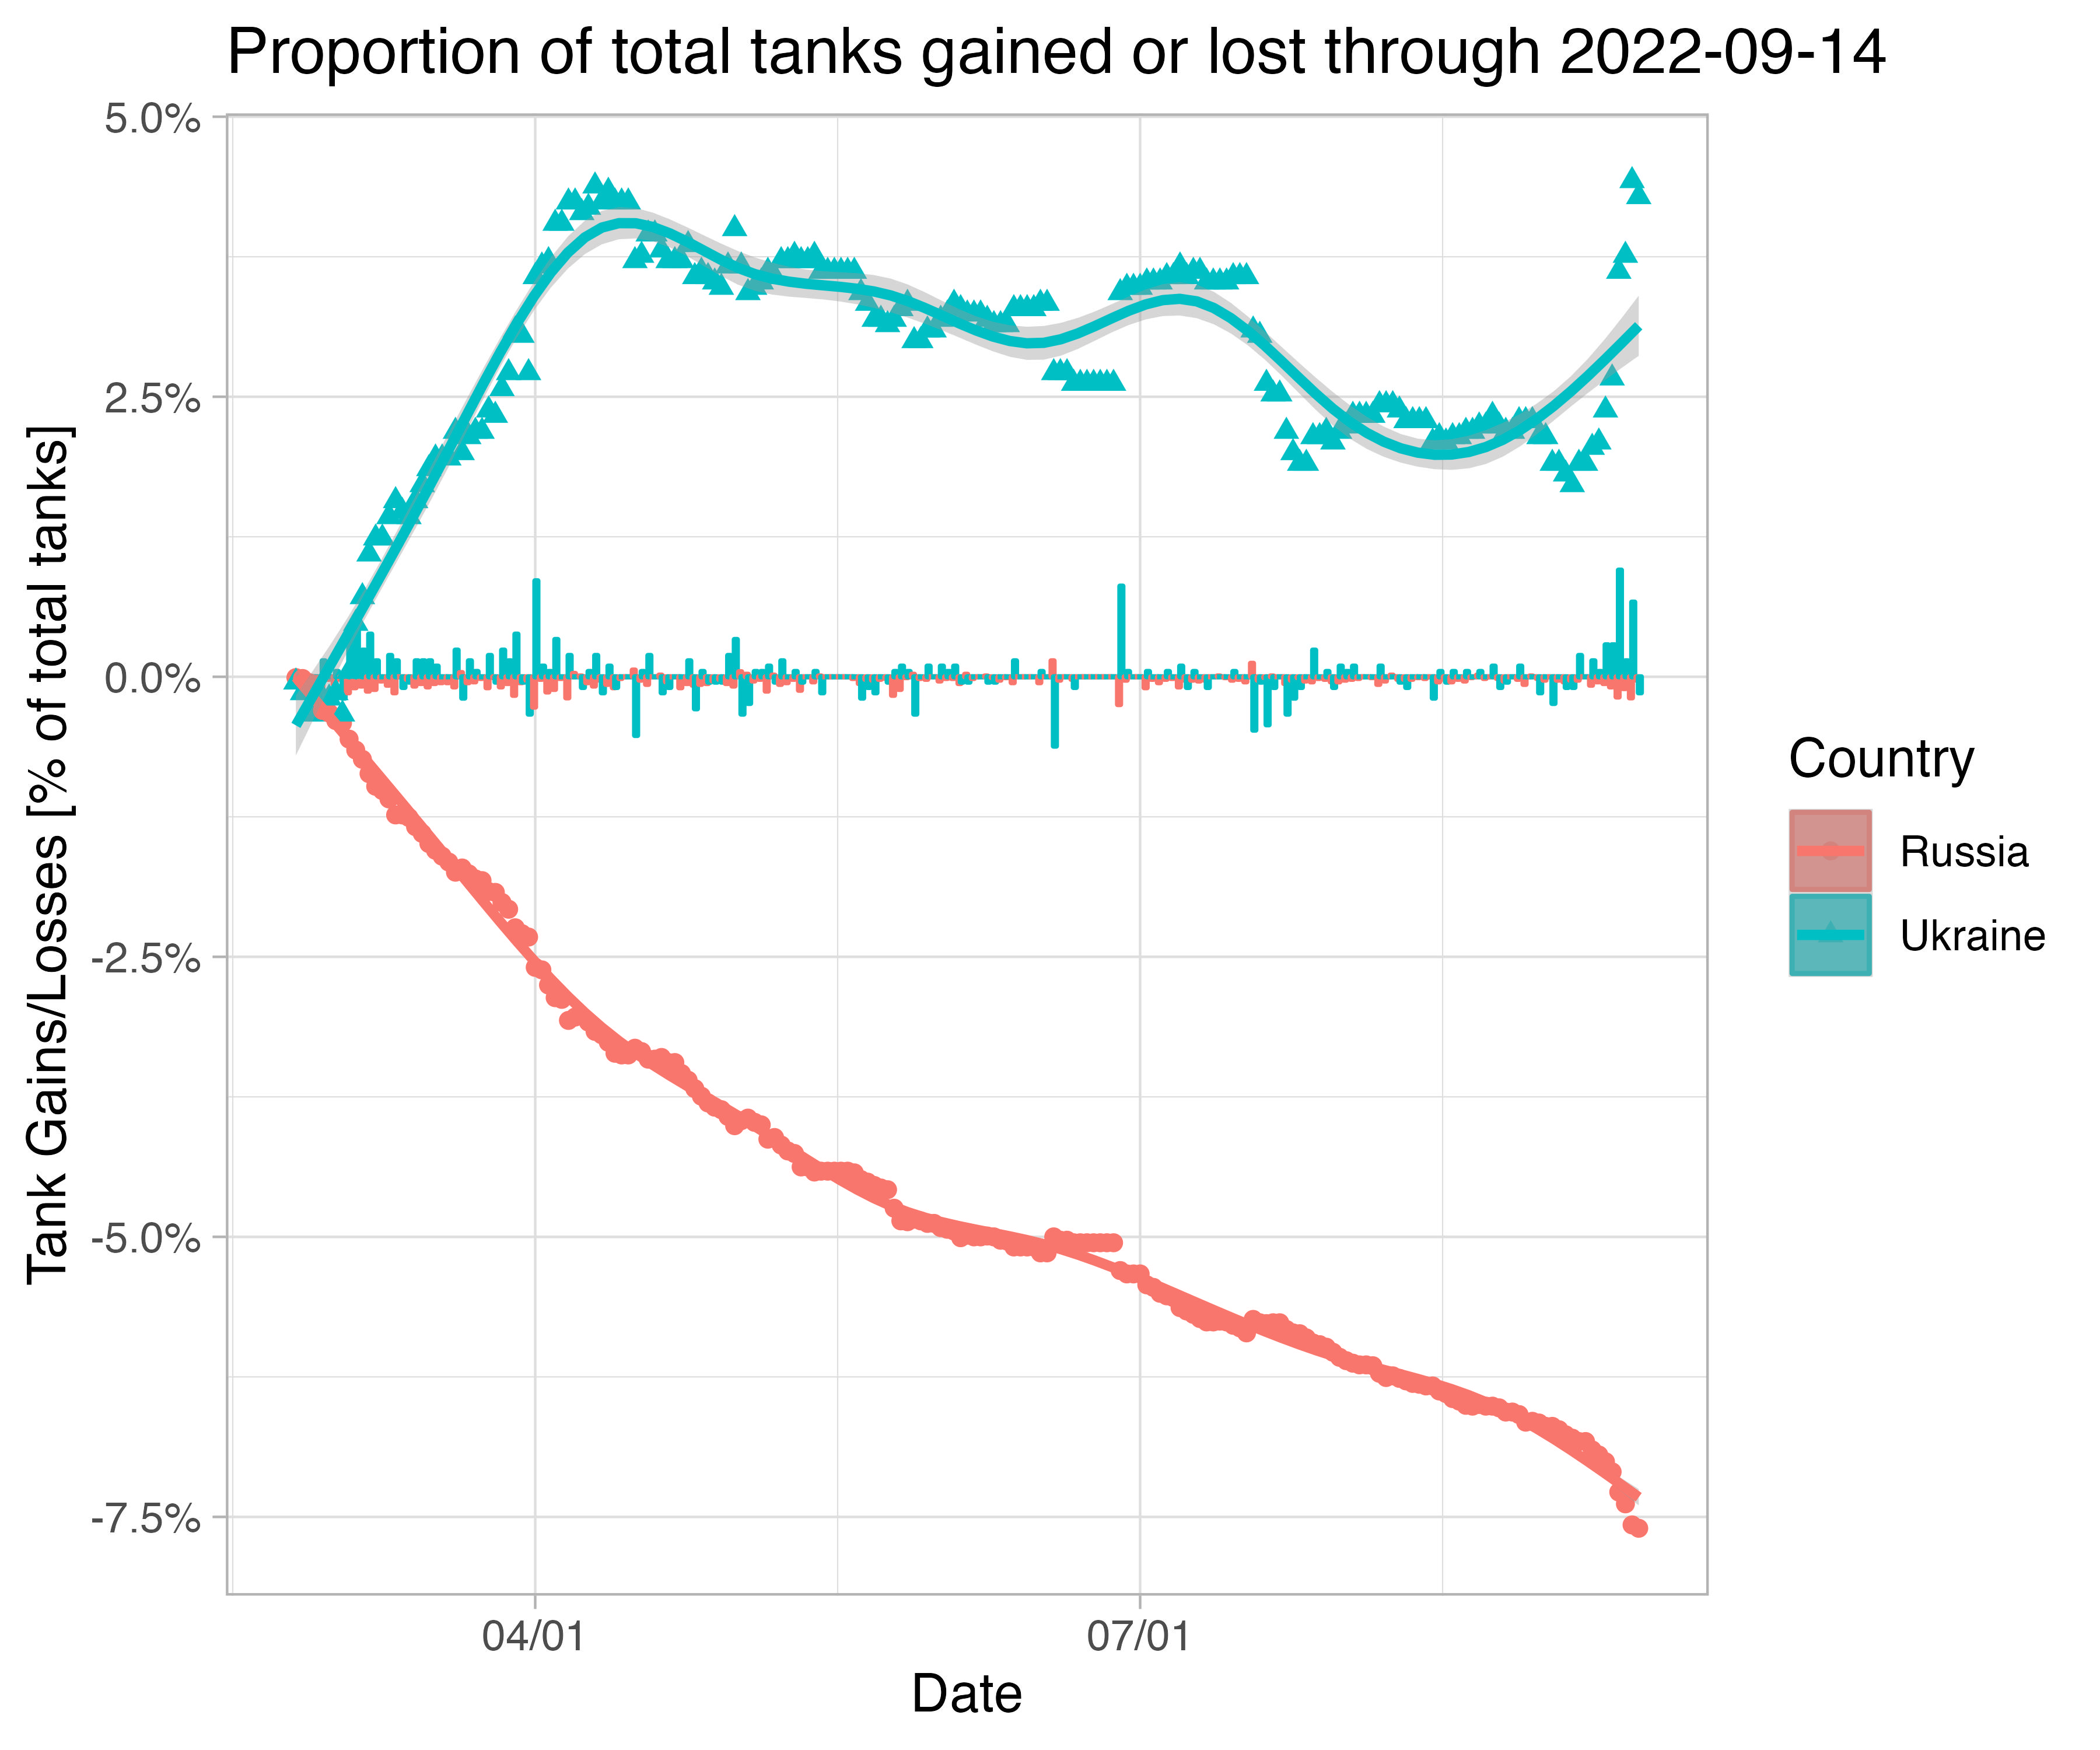 Proportion of total tanks gained or lost through 2022-09-14
Tank Gains/Losses [% of total tanks]
5.0%
2.5%
0.0%
-2.5%
-5.0%
-7.5%
04/01
07/01
Date
Country
Russia
Ukraine